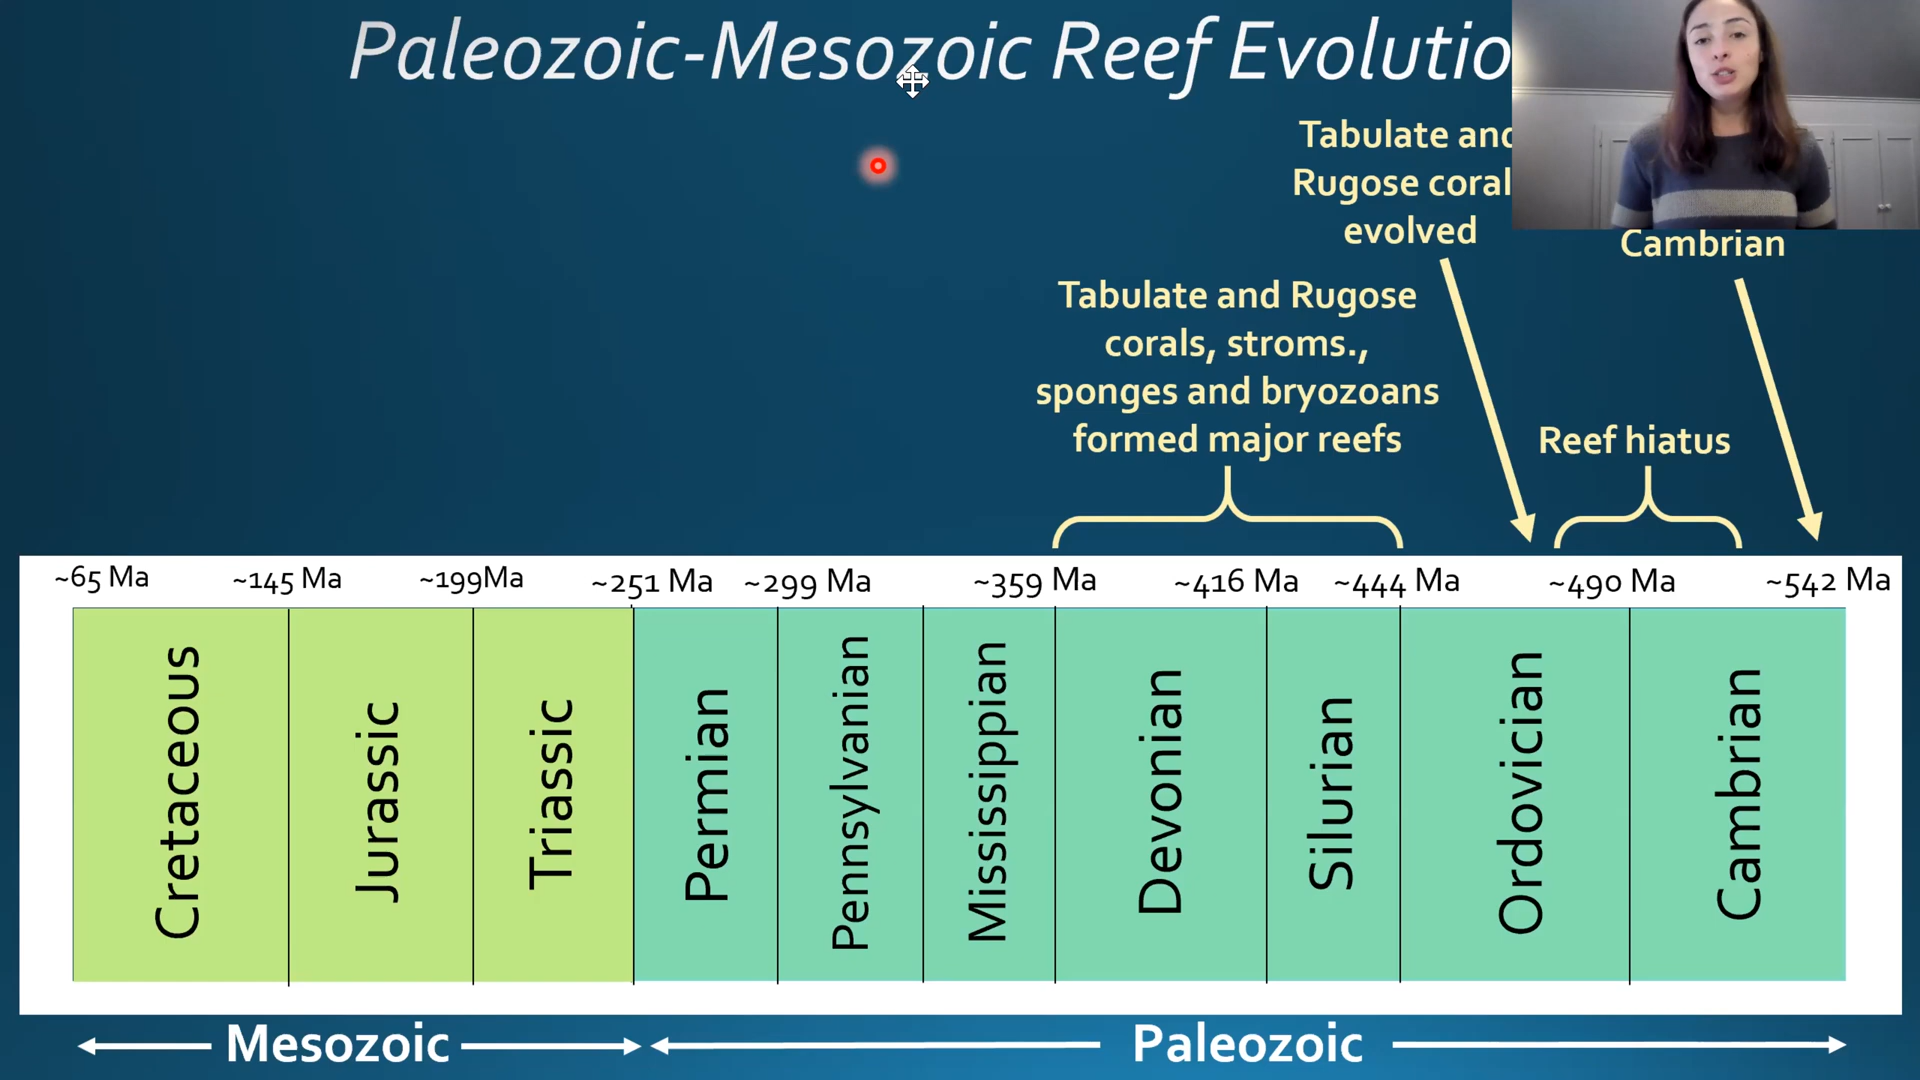 Paleozoic-Mesozoic Reef Evolutio
Tabulate and
Rugose coral
evolved
Cambrian
Tabulate and Rugose
corals, stroms.,
sponges and bryozoans
formed major reefs
Reef hiatus
~65 Ma
~145 Ma
~199Ma
~251 Ma
~299 Ma
~359 Ma
~416 Ma
~444 Ma
~490 Ma
~542 Ma
Cretaceous
Jurassic
Triassic
Permian
Pennsylvanian
Mississippian
Devonian
Silurian
Ordovician
Cambrian
Mesozoic
Paleozoic